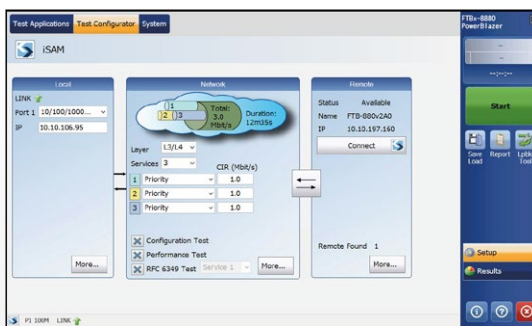 Test Applications Test Configurator System
iSAM
Local
LINK
Port 1 10/100/1000...
IP 10.10.106.95
More...
Network
1
2 3
Total:
3.0
Mbit/s
Duration:
12m35s
Layer L3/L4
Services 3
CIR (Mbit/s)
1 Priority 1.0
2 Priority 1.0
3 Priority 1.0
Configuration Test
Performance Test
RFC 6349 Test Service 1 More...
Remote
Status Available
Name FTB-880v2A0
IP 10.10.197.160
Connect
Remote Found 1
More...
FTBx-8880
PowerBlazer
--
--
--:--:--
Start
Save
Load
Report
Lpbk
Tool
Setup
Results
P1 100M LINK